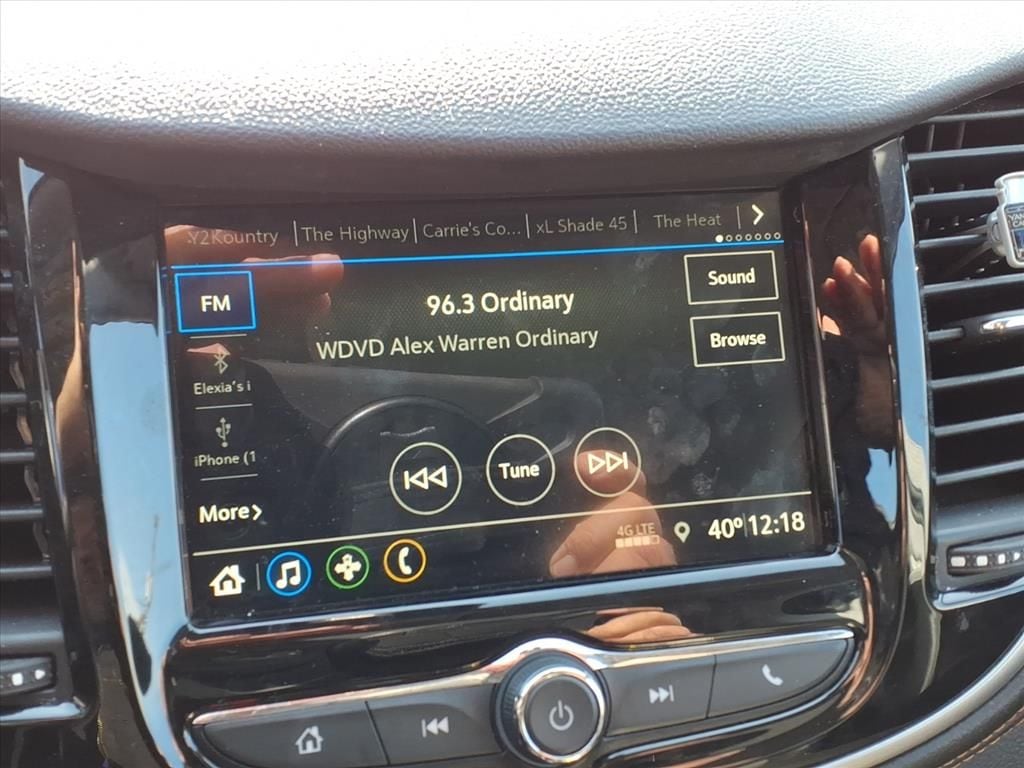 Y2Kountry The Highway Carrie's Co... xL Shade 45 The Heat
FM
96.3 Ordinary
Sound
WDVD Alex Warren Ordinary
Browse
Elexia's i
iPhone (1
Tune
More
4G LTE 40° 12:18